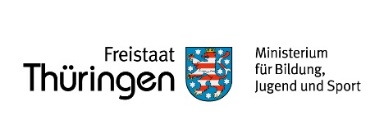 Freistaat
Thüringen
Ministerium
für Bildung,
Jugend und Sport